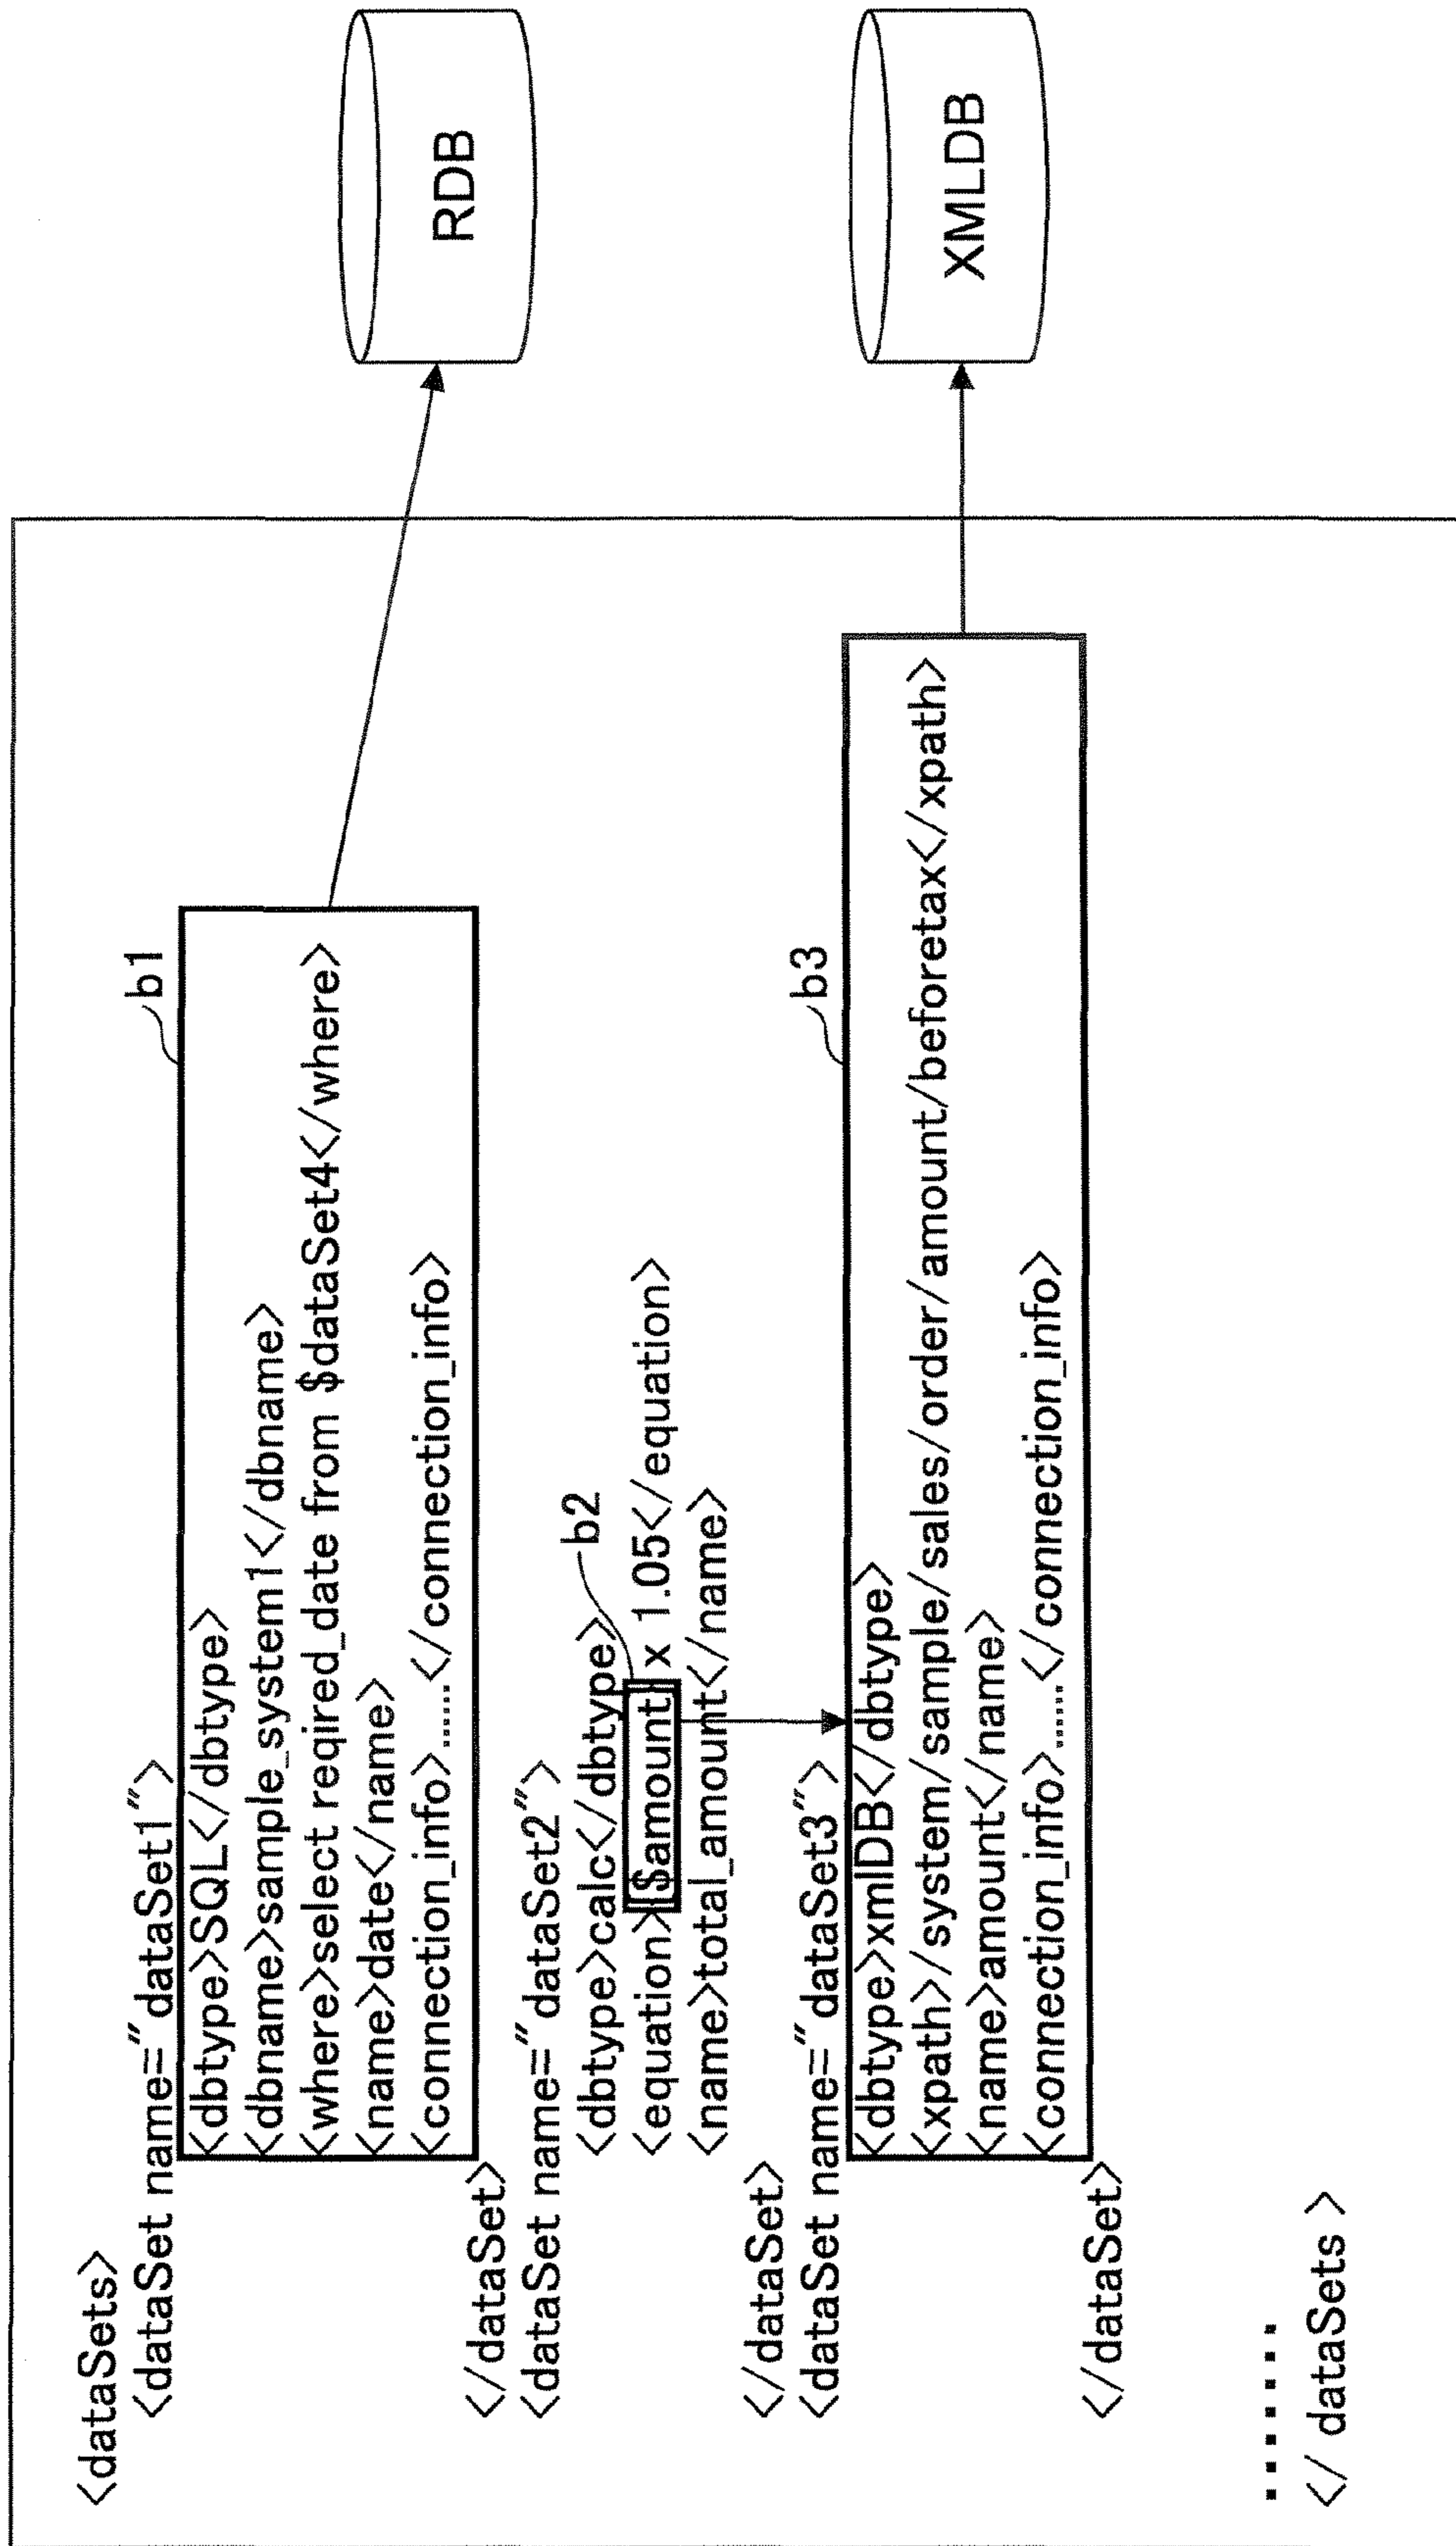 <dataSets>
<dataSet name="dataSet1">
b1
<dbtype>SQL</dbtype>
<dbname>sample_system1</dbname>
<where>select reqired_date from $dataSet4</where>
<name>date</name>
<connection_info>......</connection_info>
</dataSet>
RDB
<dataSet name="dataSet2">
<dbtype>calc</dbtype>
b2
<equation>[$amount] x 1.05</equation>
<name>total_amount</name>
</dataSet>
<dataSet name="dataSet3">
b3
<dbtype>xmlDB</dbtype>
<xpath>/system/sample/sales/order/amount/beforetax</xpath>
<name>amount</name>
<connection_info>......</connection_info>
</dataSet>
XMLDB
.......
</ dataSets >